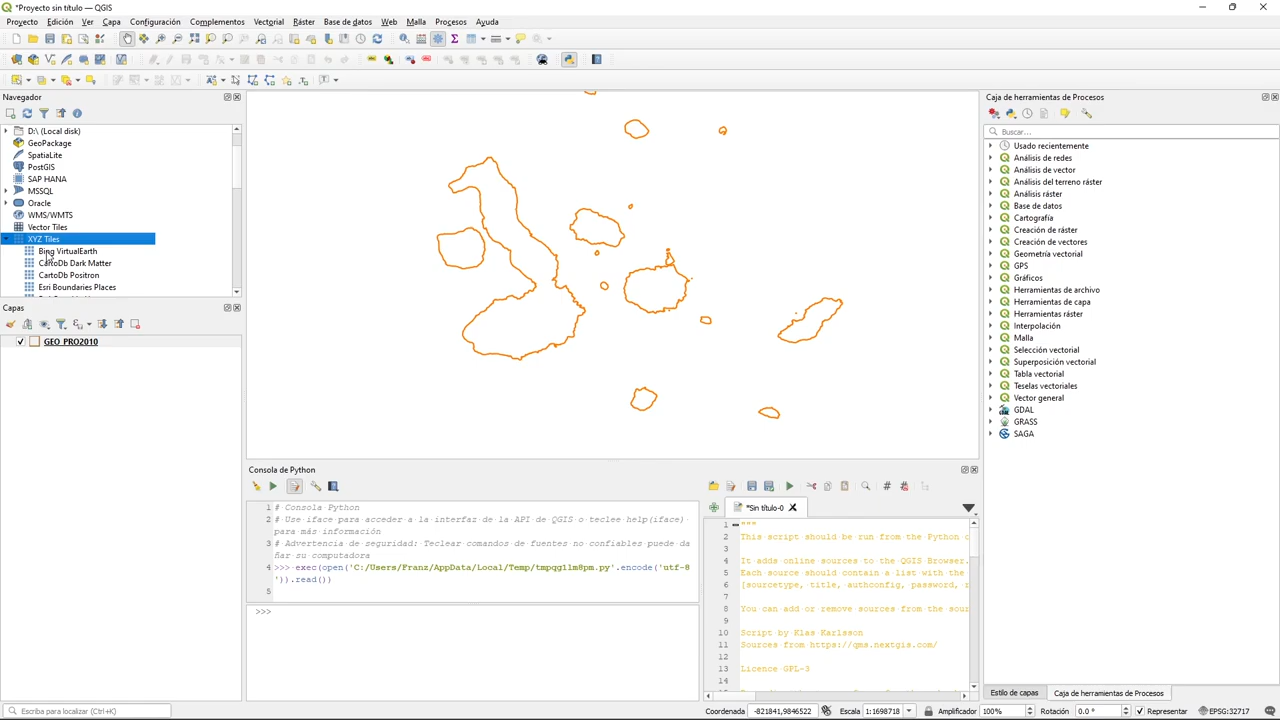 *Proyecto sin título — QGIS
Proyecto Edición Ver Capa Configuración Complementos Vectorial Ráster Base de datos Web Malla Procesos Ayuda
Navegador
D:\ (Local disk)
GeoPackage
SpatiaLite
PostGIS
SAP HANA
MSSQL
Oracle
WMS/WMTS
Vector Tiles
XYZ Tiles
Bing VirtualEarth
CartoDb Dark Matter
CartoDb Positron
Esri Boundaries Places
Capas
GEO_PRO2010
Caja de herramientas de Procesos
Buscar...
Usado recientemente
Análisis de redes
Análisis de vector
Análisis del terreno ráster
Análisis ráster
Base de datos
Cartografía
Creación de ráster
Creación de vectores
Geometría vectorial
GPS
Gráficos
Herramientas de archivo
Herramientas de capa
Herramientas ráster
Interpolación
Malla
Selección vectorial
Superposición vectorial
Tabla vectorial
Teselas vectoriales
Vector general
GDAL
GRASS
SAGA
Consola de Python
1 # Consola Python
2 # Use iface para acceder a la interfaz de la API de QGIS o teclee help(iface)
para más información
3 # Advertencia de seguridad: Teclear comandos de fuentes no confiables puede da
ñar su computadora
4 >>> exec(open('C:/Users/Franz/AppData/Local/Temp/tmpqg1lm8pm.py'.encode('utf-8
')).read())
5
>>>
*Sin título-0
1 """
2 This script should be run from the Python c
3
4 It adds online sources to the QGIS Browser.
5 Each source should contain a list with the
6 [sourcetype, title, authconfig, password, r
7
8 You can add or remove sources from the sour
9
10 Script by Klas Karlsson
11 Sources from https://qms.nextgis.com/
12
13 Licence GPL-3
14
Estilo de capas Caja de herramientas de Procesos
Escriba para localizar (Ctrl+K) Coordenada -821841,9846522 Escala 1:1698718 Amplificador 100% Rotación 0.0 ° Representar EPSG:32717